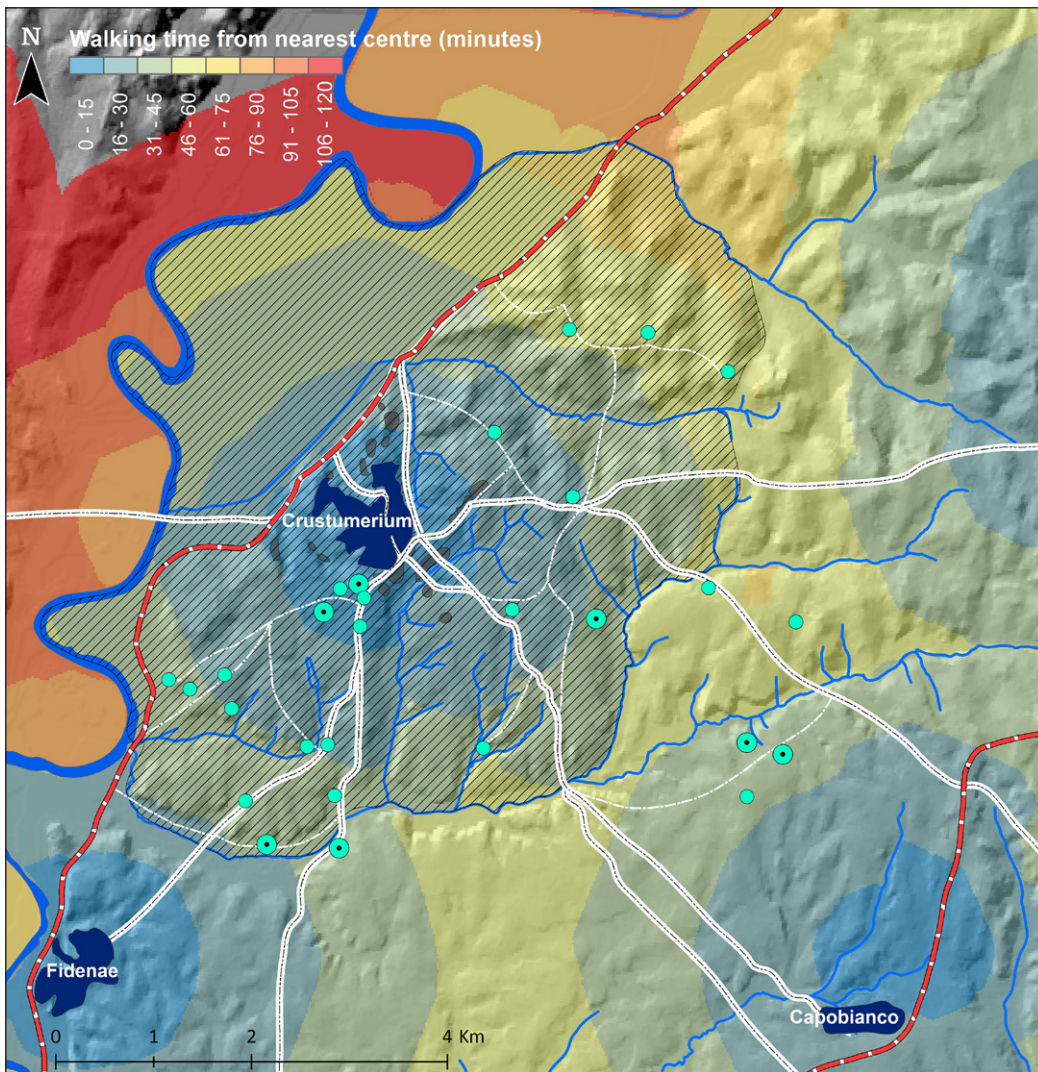 N
Walking time from nearest centre (minutes)
0 - 15
16 - 30
31 - 45
46 - 60
61 - 75
76 - 90
91 - 105
106 - 120
Crustumerium
Fidenae
Capobianco
0 1 2 4 Km